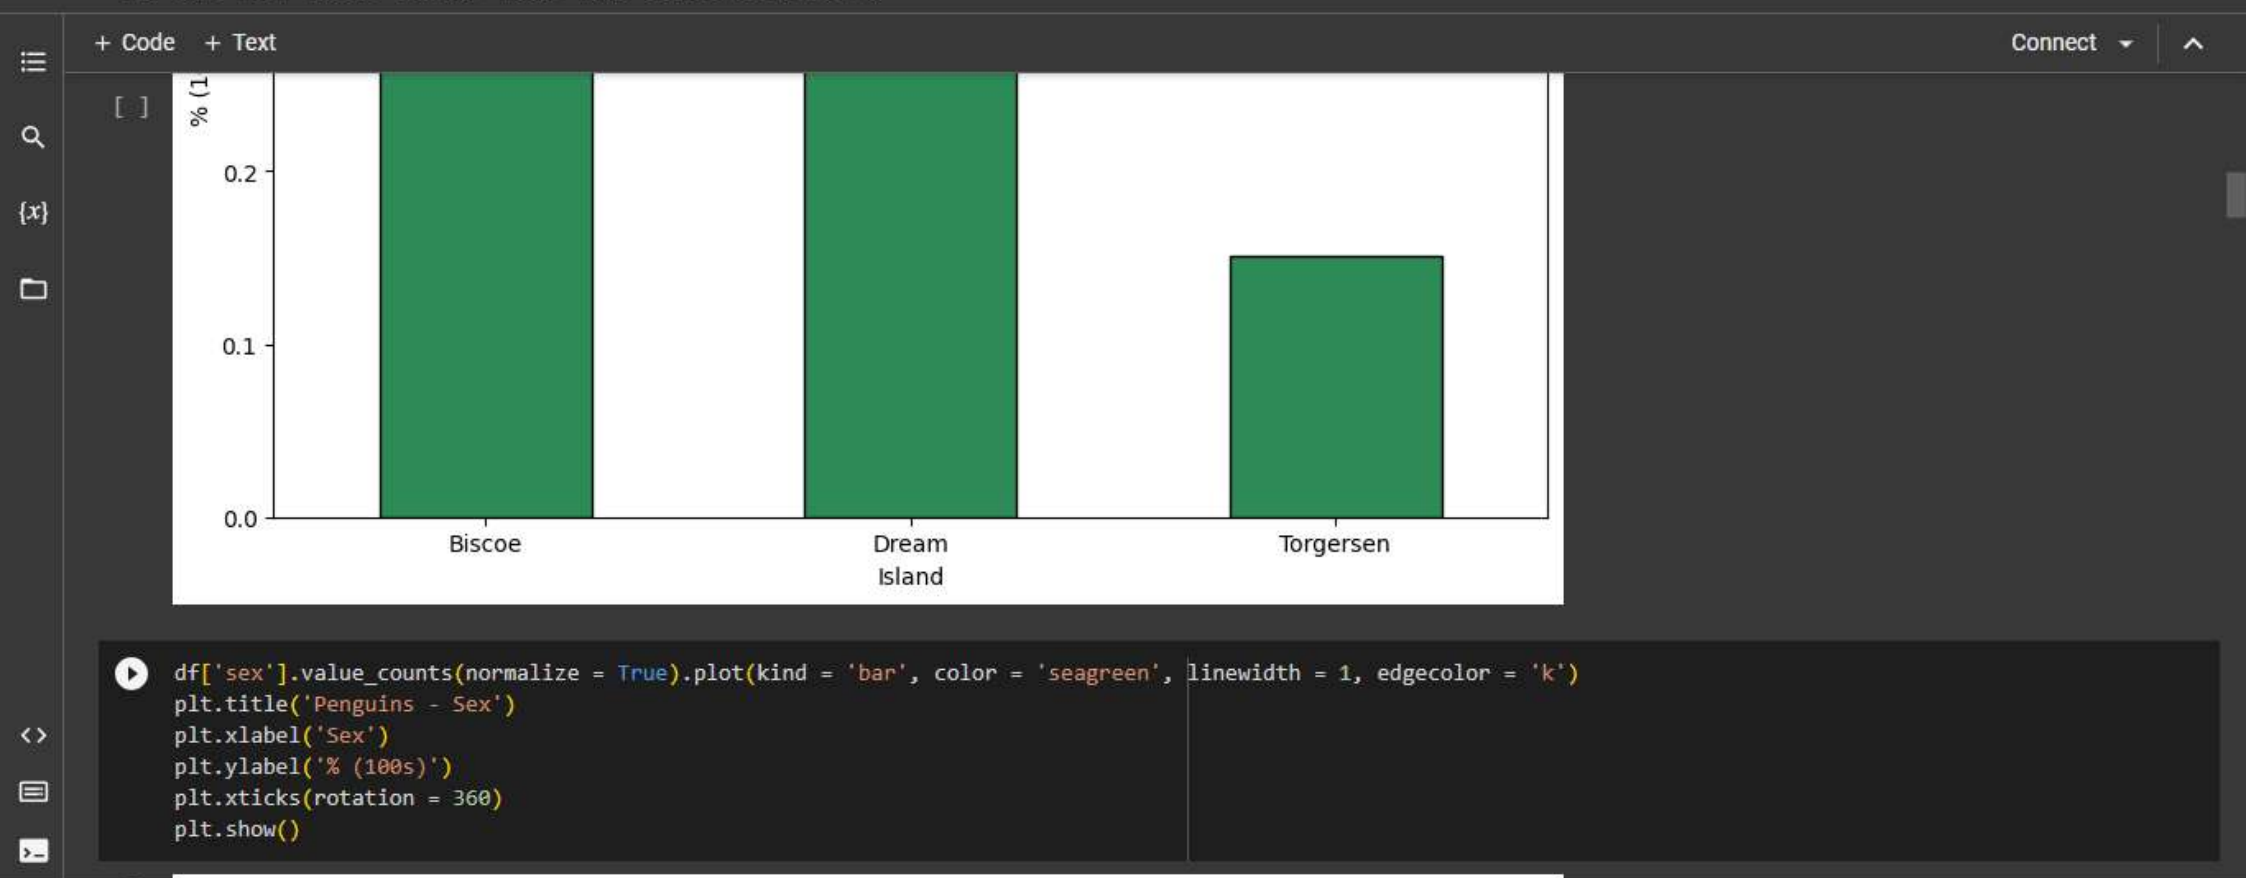 + Code + Text
Connect
[ ]
% (1
0.2
{x}
0.1
0.0
Biscoe Dream Torgersen
Island
df['sex'].value_counts(normalize = True).plot(kind = 'bar', color = 'seagreen', linewidth = 1, edgecolor = 'k')
plt.title('Penguins - Sex')
plt.xlabel('Sex')
plt.ylabel('% (100s)')
plt.xticks(rotation = 360)
plt.show()